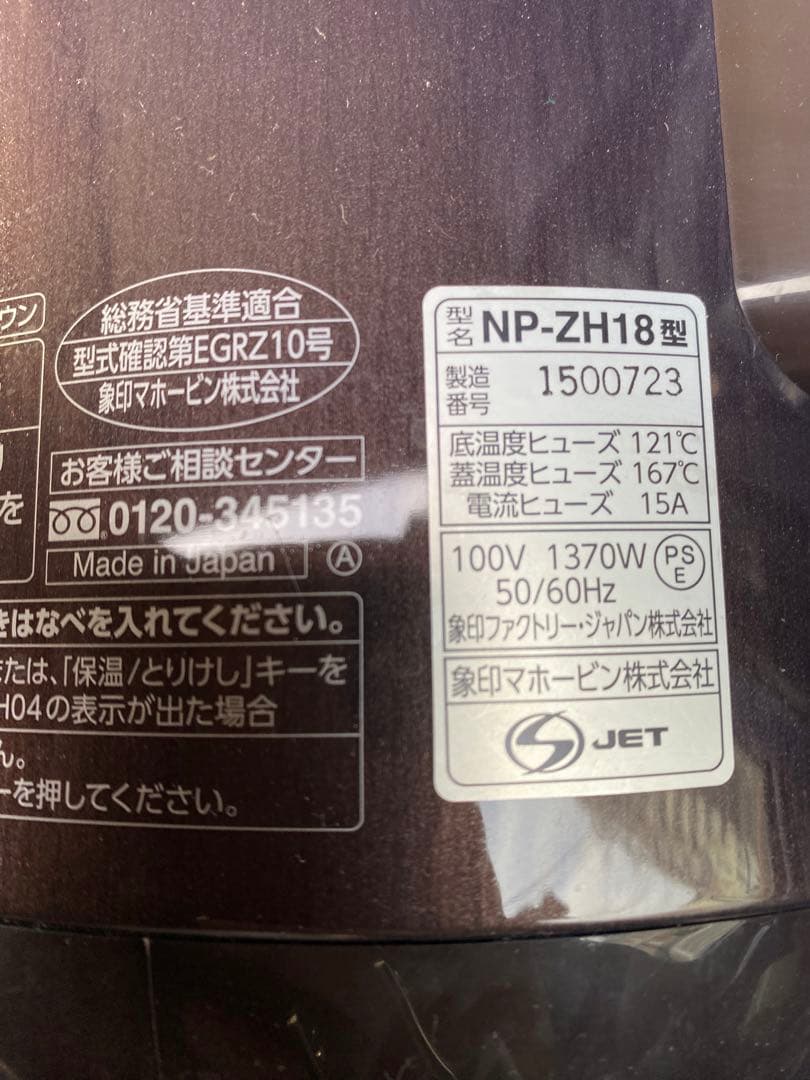 ウン
総務省基準適合
型式確認第EGRZ10号
象印マホービン株式会社
お客様ご相談センター
0120-345135
Made in Japan Ⓐ
を
きはなべを入れてください。
または、「保温/とりけし」キーを
H04の表示が出た場合
ん。
ーを押してください。
型名 NP-ZH18型
製造番号 1500723
底温度ヒューズ 121℃
蓋温度ヒューズ 167℃
電流ヒューズ 15A
100V 1370W PSE
50/60Hz
象印ファクトリー・ジャパン株式会社
象印マホービン株式会社
JET